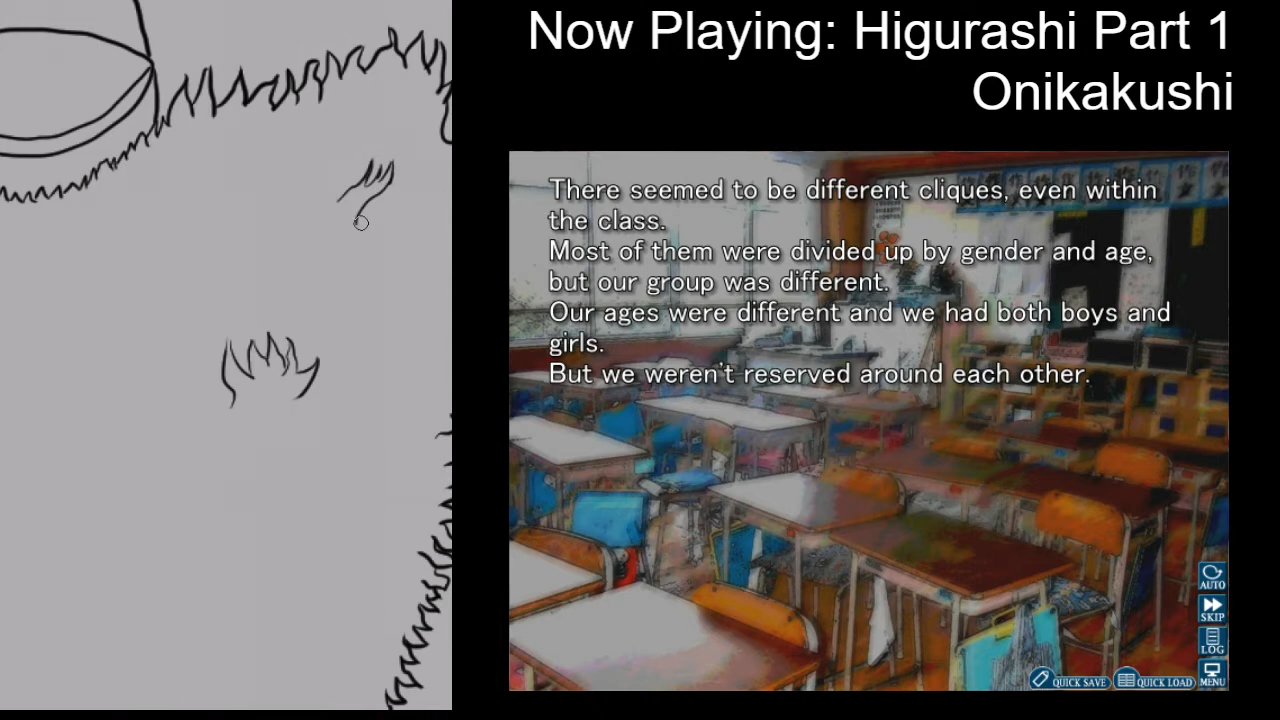 Now Playing: Higurashi Part 1
Onikakushi
There seemed to be different cliques, even within
the class.
Most of them were divided up by gender and age,
but our group was different.
Our ages were different and we had both boys and
girls.
But we weren't reserved around each other.
AUTO
SKIP
LOG
MENU
QUICK SAVE
QUICK LOAD